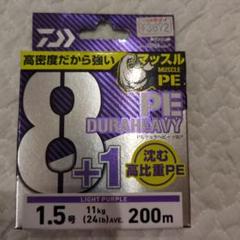 DAIWA
¥3672
高密度だから強い
マッスル
MUSCLE
PE
8
+1
PE
DURAHEAVY
沈む
高比重PE
LIGHT PURPLE
1.5号
11kg
(24lb)AVE.
200m